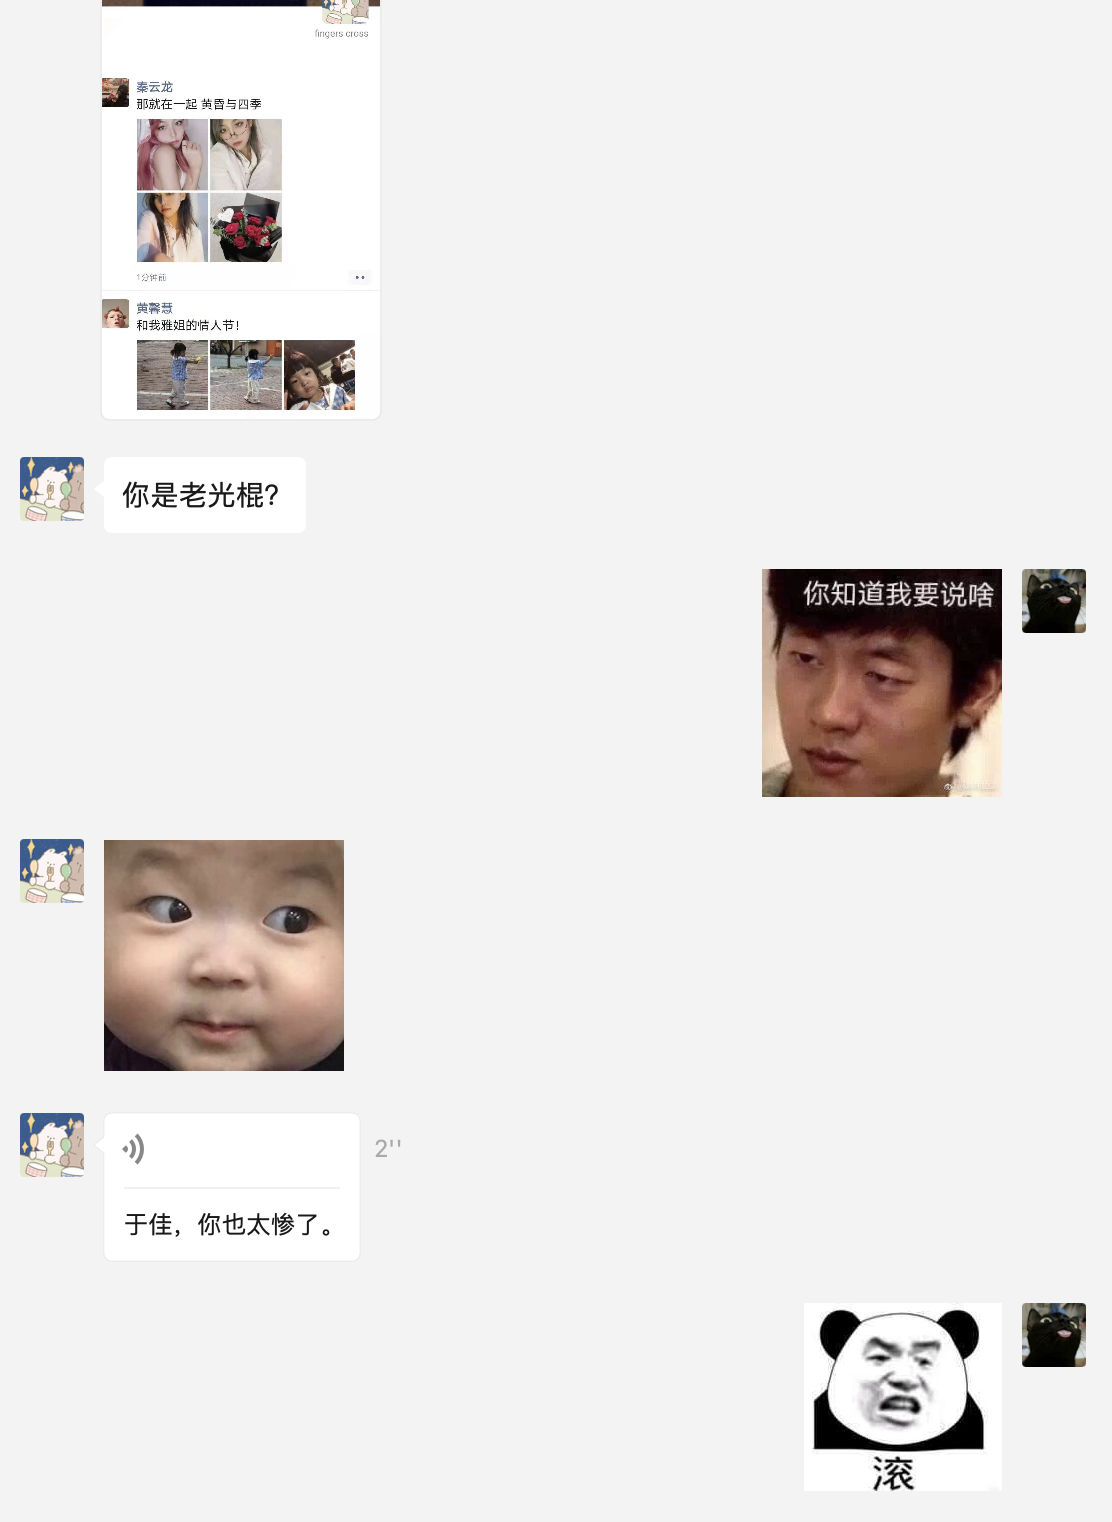 fingers cross
秦云龙
那就在一起 黄昏与四季
1分钟前
黄馨慧
和我雅姐的情人节！
你是老光棍？
你知道我要说啥
2''
于佳，你也太惨了。
滚